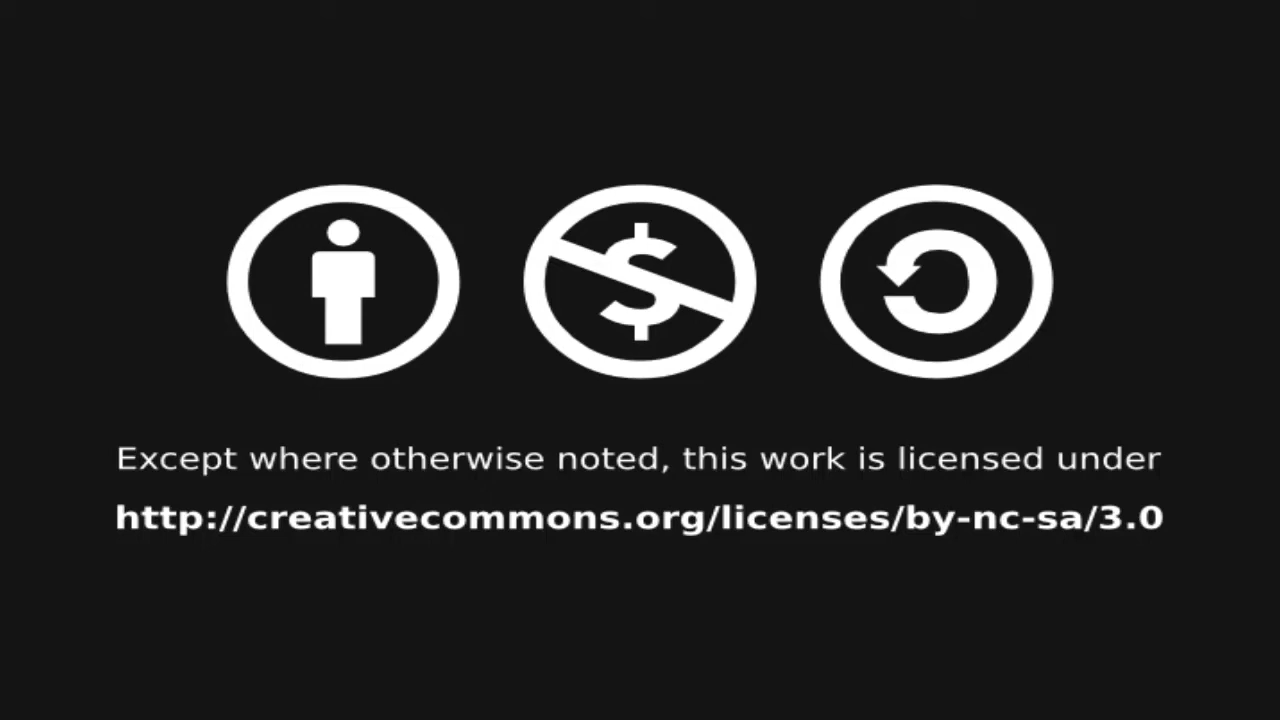 Except where otherwise noted, this work is licensed under
http://creativecommons.org/licenses/by-nc-sa/3.0